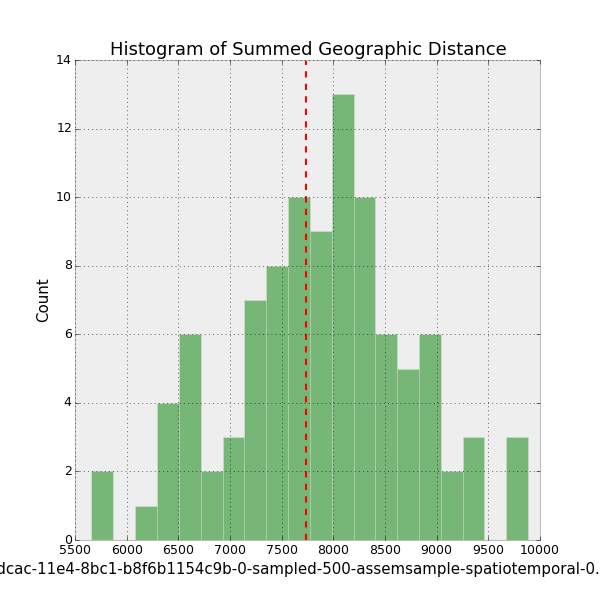 Histogram of Summed Geographic Distance
14
12
10
8
6
4
2
0
Count
5500 6000 6500 7000 7500 8000 8500 9000 9500 10000
dcac-11e4-8bc1-b8f6b1154c9b-0-sampled-500-assemsample-spatiotemporal-0.